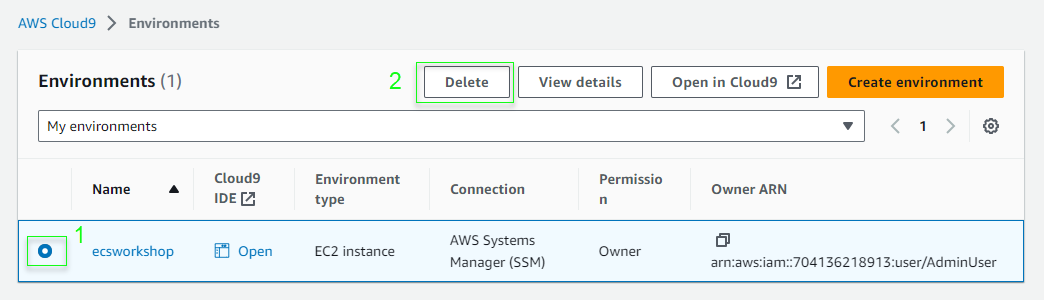 AWS Cloud9 > Environments
Environments (1)
2
Delete
View details
Open in Cloud9
Create environment
My environments
1
Name
Cloud9
IDE
Environment
type
Connection
Permissio
n
Owner ARN
1
ecsworkshop
Open
EC2 instance
AWS Systems
Manager (SSM)
Owner
arn:aws:iam::704136218913:user/AdminUser